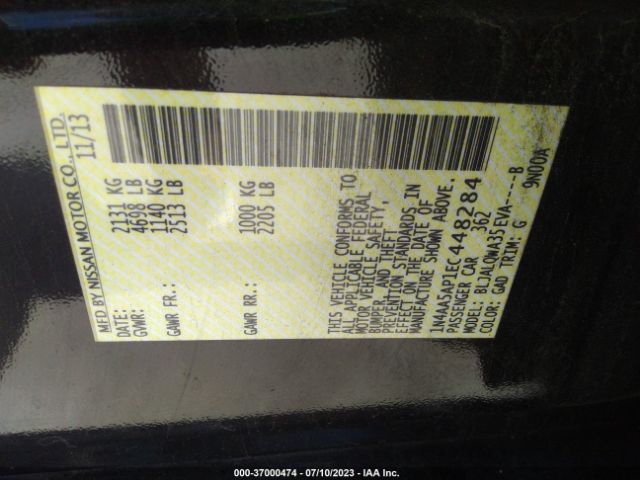 MFD BY NISSAN MOTOR CO., LTD.
DATE: 11/13
GVWR: 2131 KG
4698 LB
GAWR FR: 1140 KG
2513 LB
GAWR RR: 1000 KG
2205 LB
THIS VEHICLE CONFORMS TO
ALL APPLICABLE FEDERAL
MOTOR VEHICLE SAFETY,
BUMPER, AND THEFT
PREVENTION STANDARDS IN
EFFECT ON THE DATE OF
MANUFACTURE SHOWN ABOVE.
1N4AA5AP1EC448284
PASSENGER CAR 362
MODEL: BLJALOWA35EVA----B
COLOR: GAD TRIM: G 9N00A
000-37000474 - 07/10/2023 - IAA Inc.